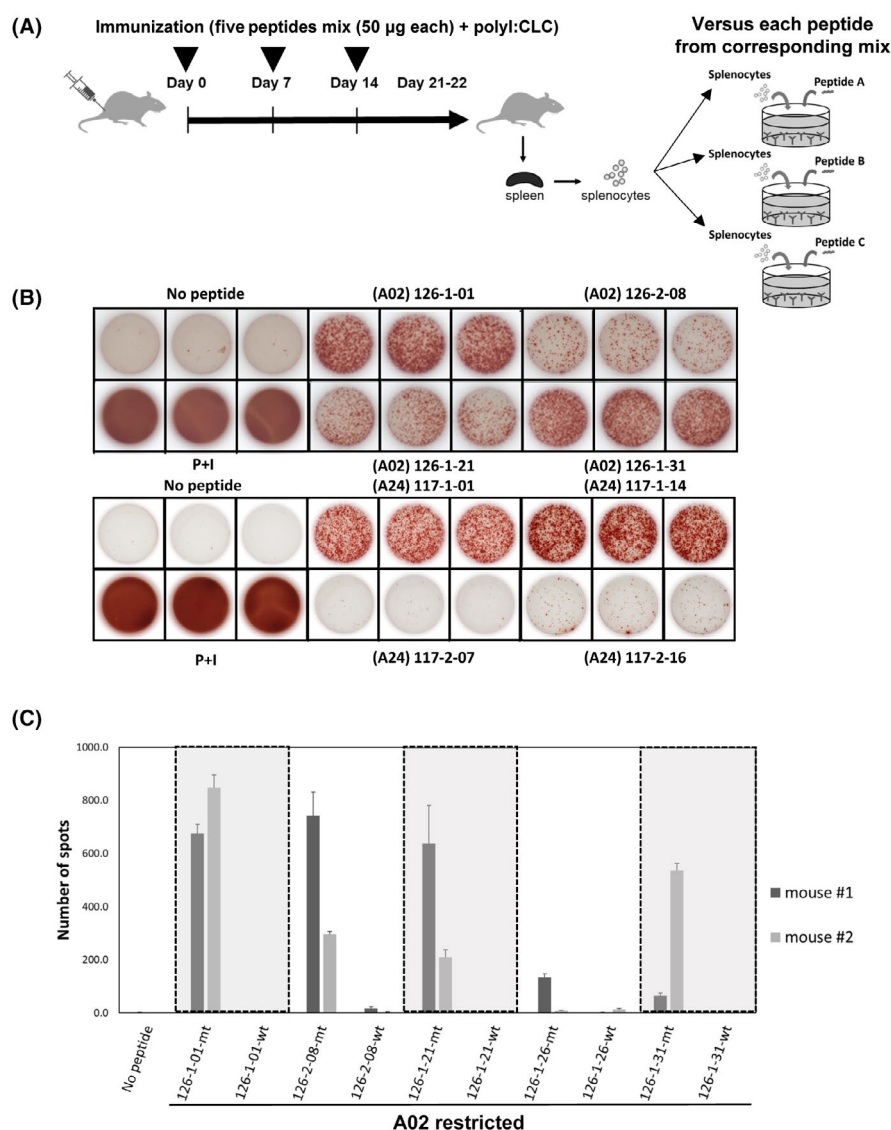 (A)
Immunization (five peptides mix (50 µg each) + polyI:CLC)
Day 0
Day 7
Day 14
Day 21-22
spleen
splenocytes
Versus each peptide
from corresponding mix
Splenocytes
Peptide A
Splenocytes
Peptide B
Splenocytes
Peptide C
(B)
No peptide
(A02) 126-1-01
(A02) 126-2-08
P+I
(A02) 126-1-21
(A02) 126-1-31
No peptide
(A24) 117-1-01
(A24) 117-1-14
P+I
(A24) 117-2-07
(A24) 117-2-16
(C)
Number of spots
1000.0
800.0
600.0
400.0
200.0
0.0
No peptide
126-1-01-mt
126-1-01-wt
126-2-08-mt
126-2-08-wt
126-1-21-mt
126-1-21-wt
126-1-26-mt
126-1-26-wt
126-1-31-mt
126-1-31-wt
A02 restricted
mouse #1
mouse #2